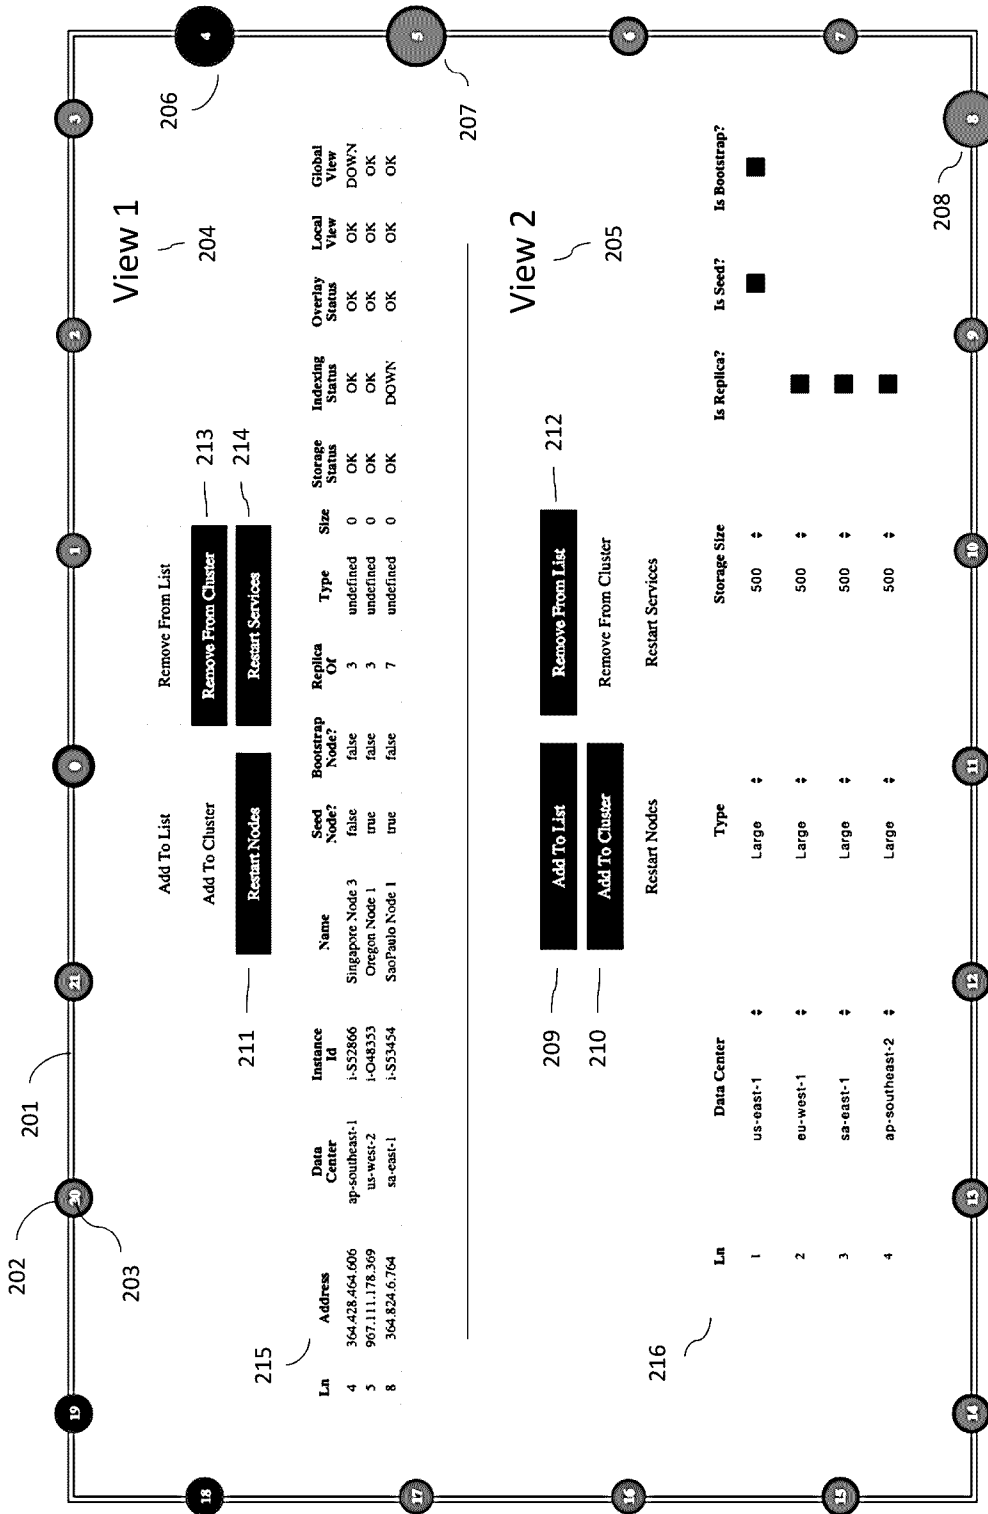 201
202
203
19 20 21 0 1 2 3
View 1
204
206
4
Add To List Remove From List
Add To Cluster Remove From Cluster
213
Restart Nodes Restart Services
211
214
215
Ln Address Data Center Instance Id Name Seed Node? Bootstrap Node? Replica Of Type Size Storage Status Indexing Status Overlay Status Local View Global View
4 364.428.464.606 ap-southeast-1 i-S52866 Singapore Node 3 false false 3 undefined 0 OK OK OK OK DOWN
5 967.111.178.369 us-west-2 i-O48353 Oregon Node 1 true false 3 undefined 0 OK OK OK OK OK
8 364.824.6.764 sa-east-1 i-S53454 SaoPaulo Node 1 true false 7 undefined 0 OK DOWN OK OK OK
18
17
5
207
View 2
205
Add To List Remove From List
209
212
Add To Cluster Remove From Cluster
210
Restart Nodes Restart Services
16
6
216
Ln Data Center Type Storage Size Is Replica? Is Seed? Is Bootstrap?
1 us-east-1 Large 500
2 eu-west-1 Large 500
3 sa-east-1 Large 500
4 ap-southeast-2 Large 500
15
7
208
14 13 12 11 10 9 8